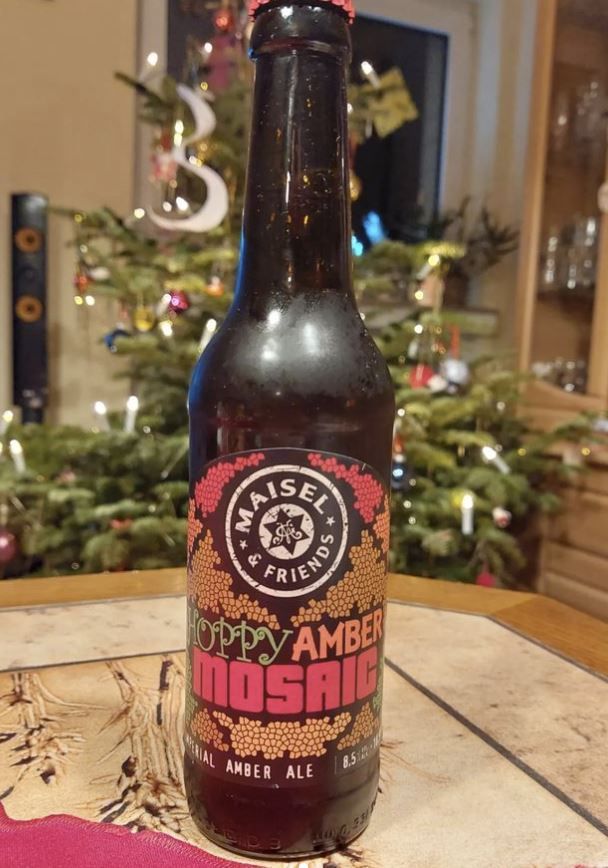 MAISEL
& FRIENDS
HOPPY AMBER
MOSAIC
IMPERIAL AMBER ALE | 8.5